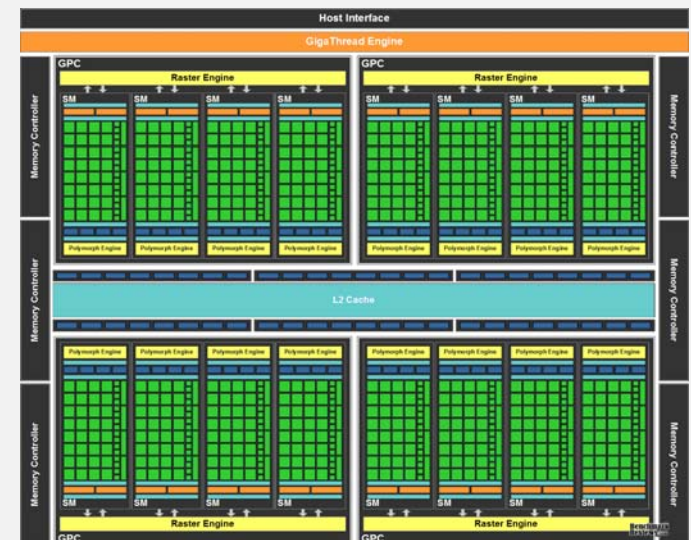 Host Interface
GigaThread Engine
GPC
GPC
Raster Engine
Raster Engine
SM
SM
SM
SM
SM
SM
SM
SM
Memory Controller
Memory Controller
Polymorph Engine
Polymorph Engine
Polymorph Engine
Polymorph Engine
Polymorph Engine
Polymorph Engine
Polymorph Engine
Polymorph Engine
Memory Controller
L2 Cache
Memory Controller
Polymorph Engine
Polymorph Engine
Polymorph Engine
Polymorph Engine
Polymorph Engine
Polymorph Engine
Polymorph Engine
Polymorph Engine
Memory Controller
Memory Controller
SM
SM
SM
SM
SM
SM
SM
SM
Raster Engine
Raster Engine
GPC
GPC
Benchmark
Reviews